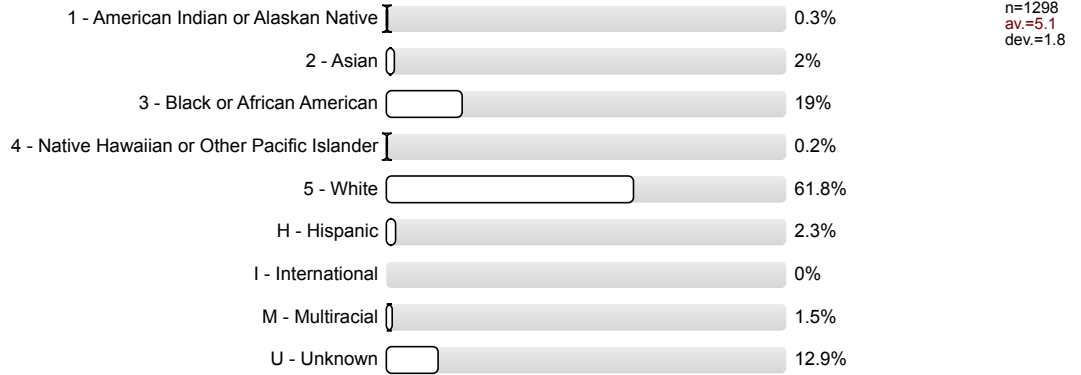 1 - American Indian or Alaskan Native 0.3%
2 - Asian 2%
3 - Black or African American 19%
4 - Native Hawaiian or Other Pacific Islander 0.2%
5 - White 61.8%
H - Hispanic 2.3%
I - International 0%
M - Multiracial 1.5%
U - Unknown 12.9%
n=1298
av.=5.1
dev.=1.8